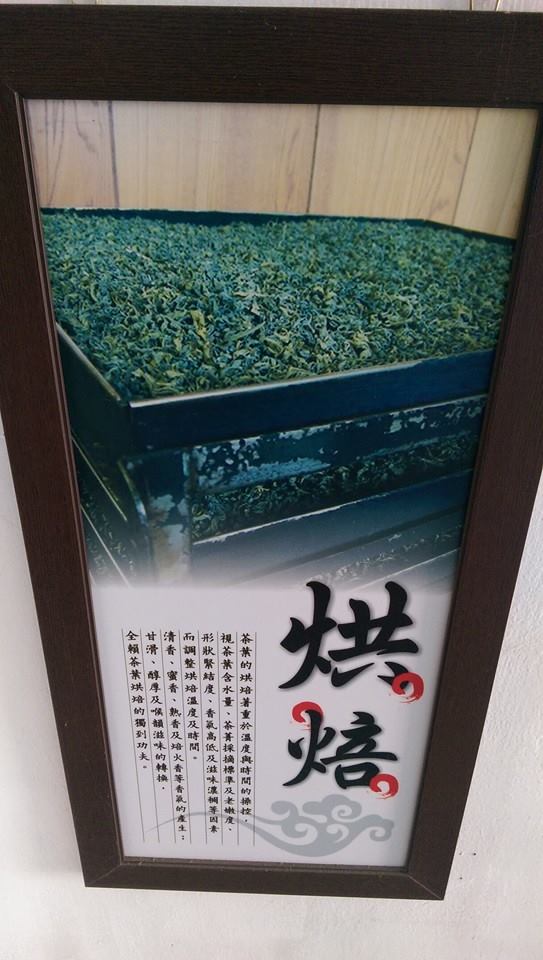 烘焙
茶葉的烘焙著重於溫度與時間的操控，
視茶葉含水量、茶菁採摘標準及老嫩度、
形狀緊結度、香氣高低及滋味濃稠等因素
而調整烘焙溫度及時間。
清香、蜜香、熟香及焙火香等香氣的產生；
甘滑、醇厚及喉韻滋味的轉換，
全賴茶葉烘焙的獨到功夫。